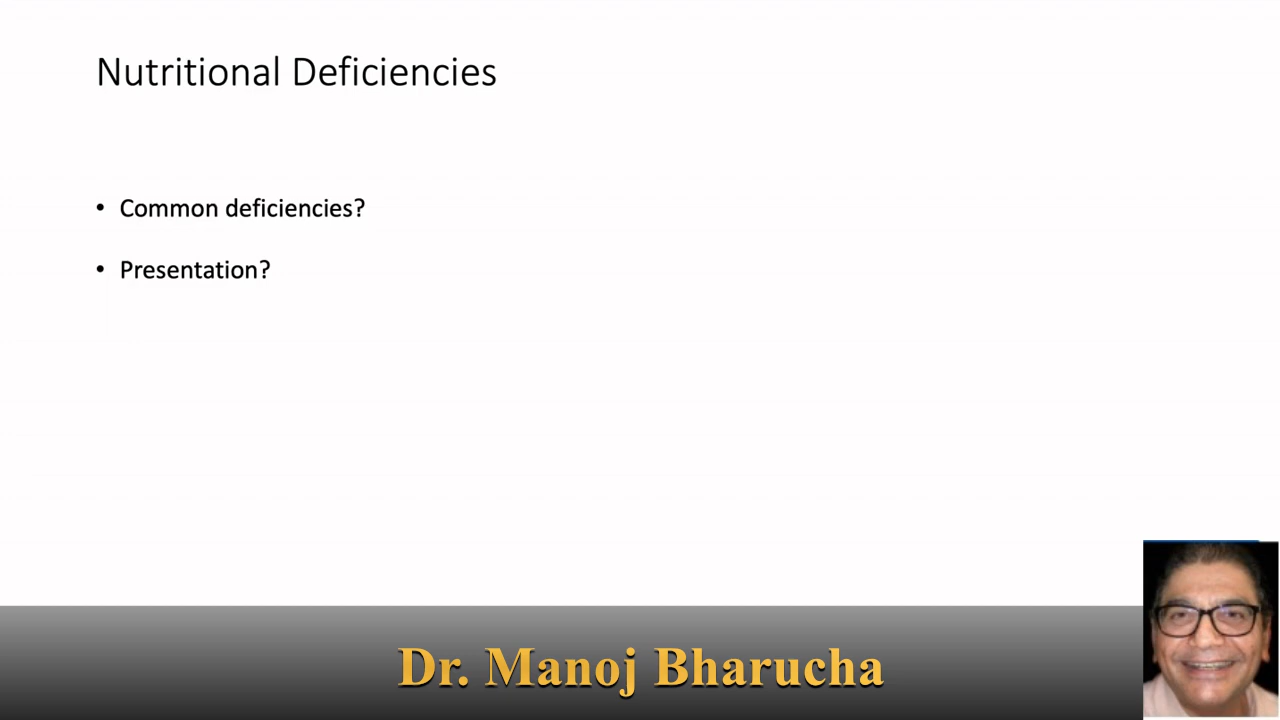 Nutritional Deficiencies
• Common deficiencies?
• Presentation?
Dr. Manoj Bharucha